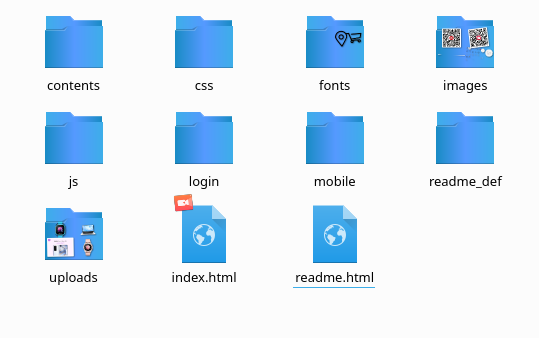 contents
css
fonts
images
js
login
mobile
readme_def
uploads
index.html
readme.html